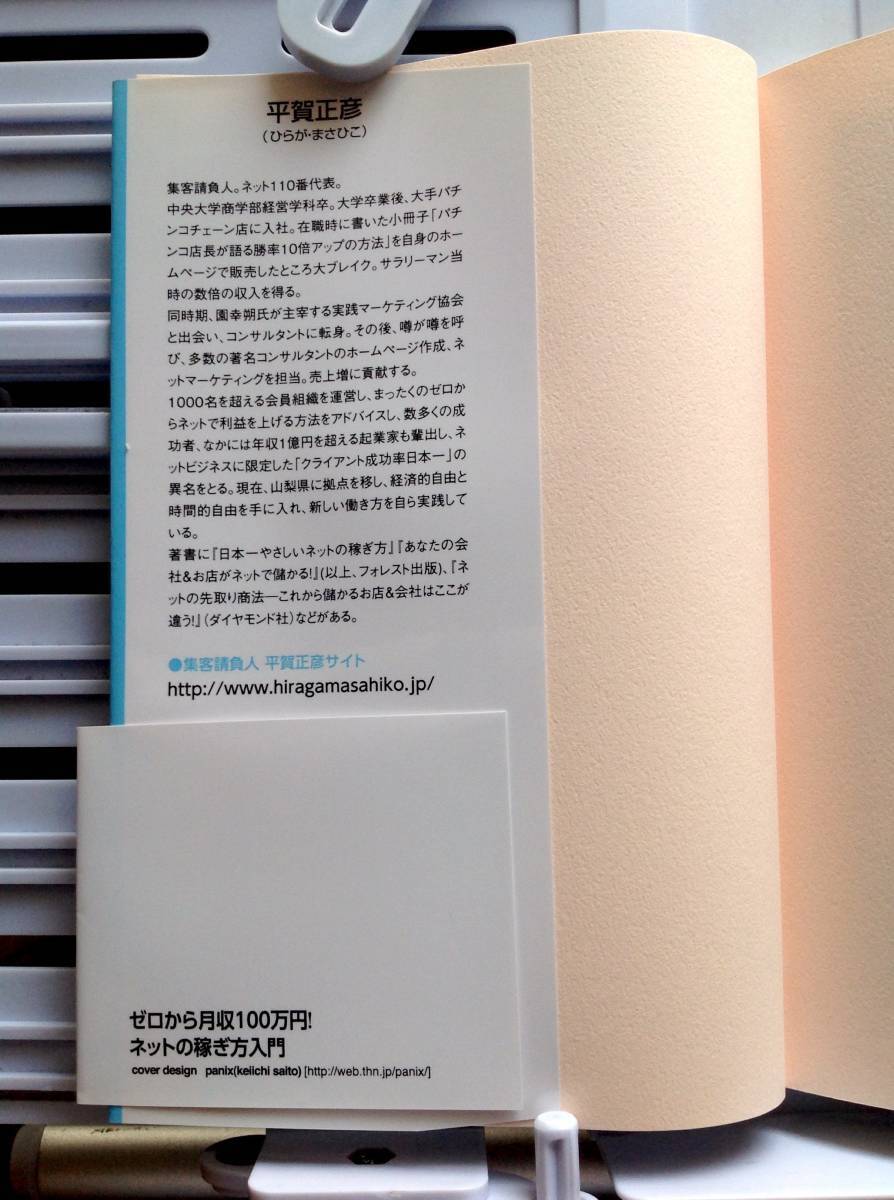 平賀正彦
(ひらが・まさひこ)
集客請負人。ネット110番代表。
中央大学商学部経営学科卒。大学卒業後、大手パチ
ンコチェーン店に入社。在職時に書いた小冊子「パチ
ンコ店長が語る勝率10倍アップの方法」を自身のホー
ムページで販売したところ大ブレイク。サラリーマン当
時の数倍の収入を得る。
同時期、園幸朔氏が主宰する実践マーケティング協会
と出会い、コンサルタントに転身。その後、噂が噂を呼
び、多数の著名コンサルタントのホームページ作成、ネ
ットマーケティングを担当。売上増に貢献する。
1000名を超える会員組織を運営し、まったくのゼロか
らネットで利益を上げる方法をアドバイスし、数多くの成
功者、なかには年収1億円を超える起業家も輩出し、ネ
ットビジネスに限定した「クライアント成功率日本一」の
異名をとる。現在、山梨県に拠点を移し、経済的自由と
時間的自由を手に入れ、新しい働き方を自ら実践して
いる。
著書に『日本一やさしいネットの稼ぎ方』『あなたの会
社&お店がネットで儲かる!』(以上、フォレスト出版)、『ネ
ットの先取り商法―これから儲かるお店&会社はここが
違う!』(ダイヤモンド社)などがある。
●集客請負人 平賀正彦サイト
http://www.hiragamasahiko.jp/
ゼロから月収100万円!
ネットの稼ぎ方入門
cover design panix(keiichi saito) [http://web.thn.jp/panix/]